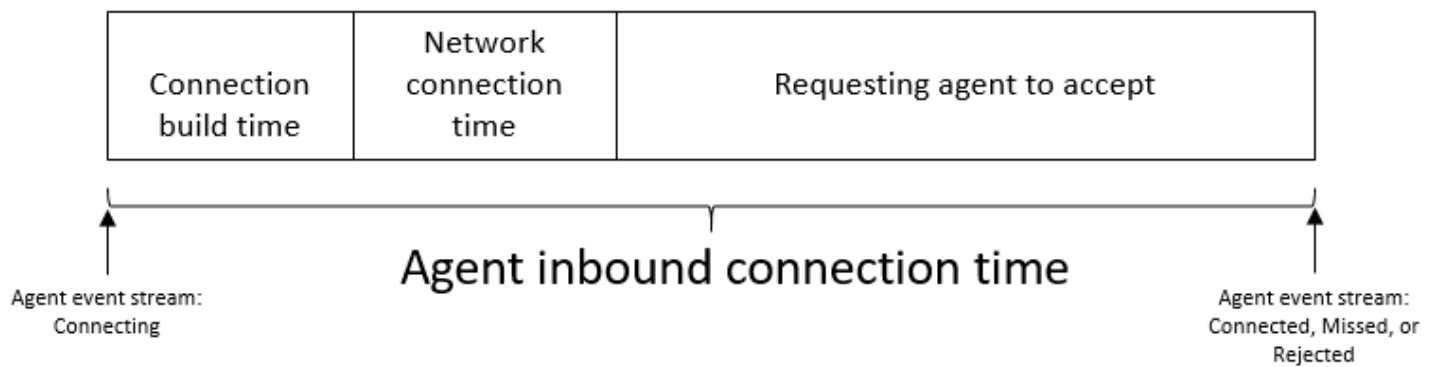 Connection
build time
Network
connection
time
Requesting agent to accept
Agent inbound connection time
Agent event stream:
Connecting
Agent event stream:
Connected, Missed, or
Rejected